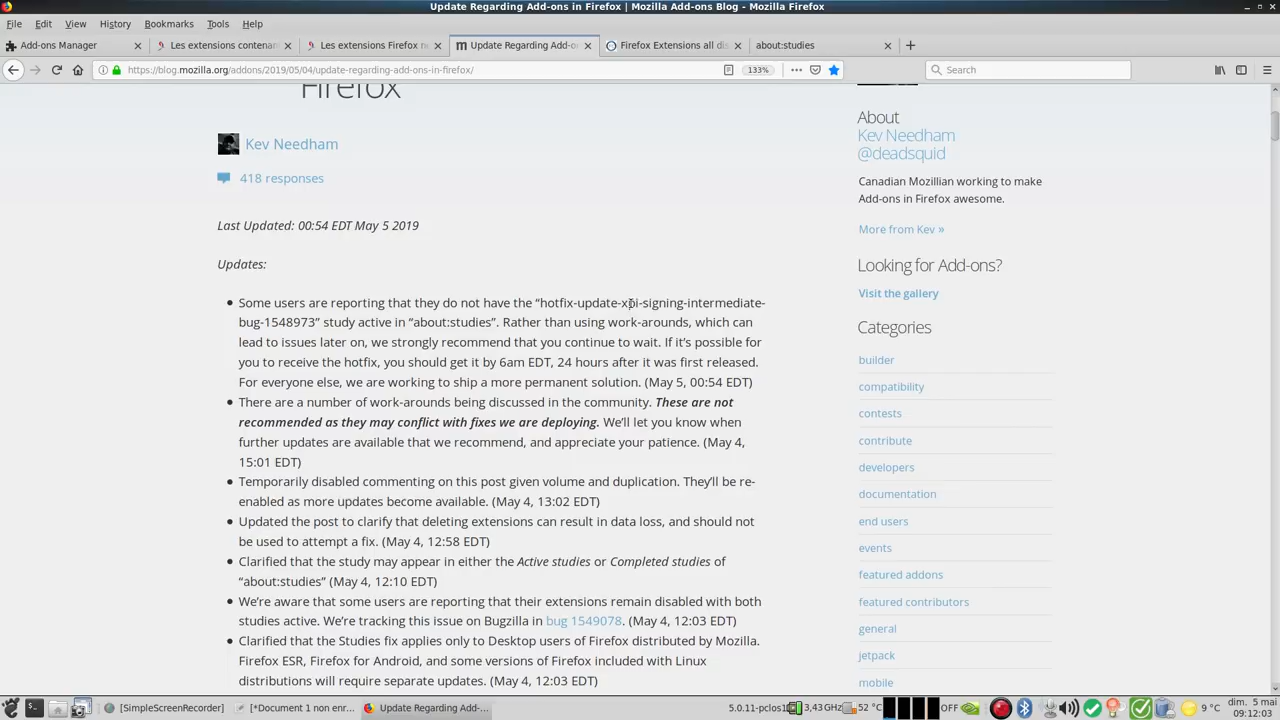 Update Regarding Add-ons in Firefox | Mozilla Add-ons Blog - Mozilla Firefox
File Edit View History Bookmarks Tools Help
Add-ons Manager
Les extensions contenan
Les extensions Firefox n
Update Regarding Add-o
Firefox Extensions all dis
about:studies
https://blog.mozilla.org/addons/2019/05/04/update-regarding-add-ons-in-firefox/
133%
Search
Firefox
Kev Needham
418 responses
Last Updated: 00:54 EDT May 5 2019
Updates:
Some users are reporting that they do not have the “hotfix-update-xpi-signing-intermediate-
bug-1548973” study active in “about:studies”. Rather than using work-arounds, which can
lead to issues later on, we strongly recommend that you continue to wait. If it’s possible for
you to receive the hotfix, you should get it by 6am EDT, 24 hours after it was first released.
For everyone else, we are working to ship a more permanent solution. (May 5, 00:54 EDT)
There are a number of work-arounds being discussed in the community. These are not
recommended as they may conflict with fixes we are deploying. We’ll let you know when
further updates are available that we recommend, and appreciate your patience. (May 4,
15:01 EDT)
Temporarily disabled commenting on this post given volume and duplication. They’ll be re-
enabled as more updates become available. (May 4, 13:02 EDT)
Updated the post to clarify that deleting extensions can result in data loss, and should not
be used to attempt a fix. (May 4, 12:58 EDT)
Clarified that the study may appear in either the Active studies or Completed studies of
“about:studies” (May 4, 12:10 EDT)
We’re aware that some users are reporting that their extensions remain disabled with both
studies active. We’re tracking this issue on Bugzilla in bug 1549078. (May 4, 12:03 EDT)
Clarified that the Studies fix applies only to Desktop users of Firefox distributed by Mozilla.
Firefox ESR, Firefox for Android, and some versions of Firefox included with Linux
distributions will require separate updates. (May 4, 12:03 EDT)
About
Kev Needham
@deadsquid
Canadian Mozillian working to make
Add-ons in Firefox awesome.
More from Kev »
Looking for Add-ons?
Visit the gallery
Categories
builder
compatibility
contests
contribute
developers
documentation
end users
events
featured addons
featured contributors
general
jetpack
mobile
[SimpleScreenRecorder]
[*Document 1 non enr...
Update Regarding Add-...
5.0.11-pclos1
3,43GHz
52 °C
OFF
9 °C
dim. 5 mai
09:12:03